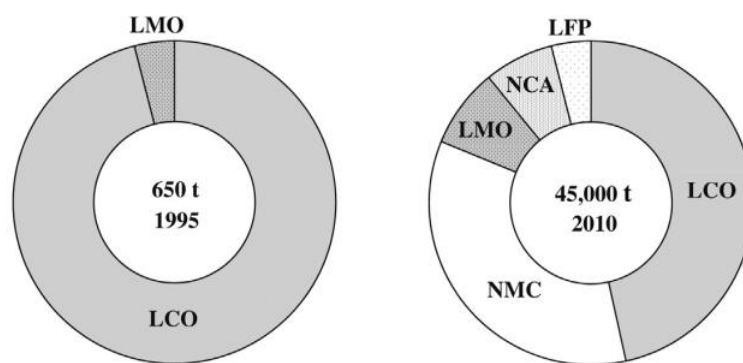 LMO
650 t
1995
LCO
LFP
NCA
LMO
LCO
45,000 t
2010
NMC